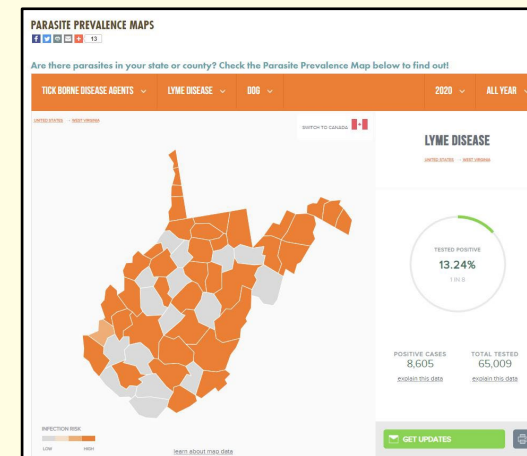 PARASITE PREVALENCE MAPS
13
Are there parasites in your state or county? Check the Parasite Prevalence Map below to find out!
TICK BORNE DISEASE AGENTS LYME DISEASE DOG 2020 ALL YEAR
UNITED STATES > WEST VIRGINIA
SWITCH TO CANADA
LYME DISEASE
UNITED STATES > WEST VIRGINIA
TESTED POSITIVE
13.24%
1 IN 8
POSITIVE CASES
8,605
explain this data
TOTAL TESTED
65,009
explain this data
INFECTION RISK
LOW HIGH
learn about map data
GET UPDATES